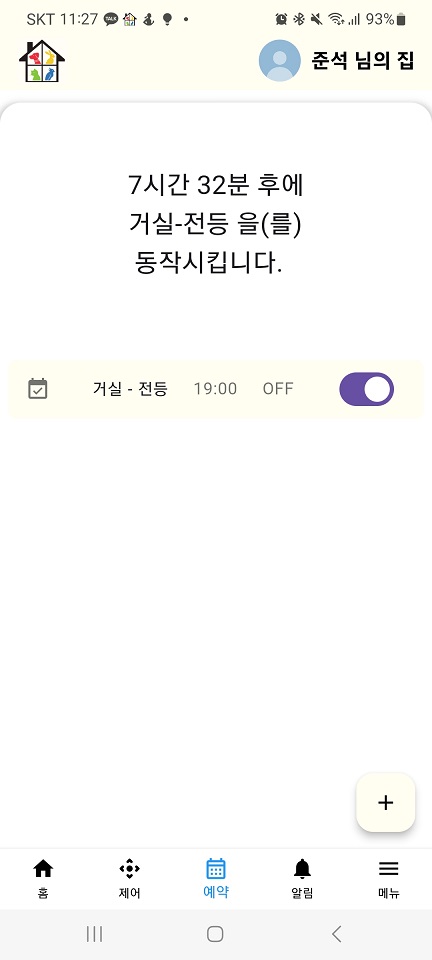 SKT 11:27 93%
준석 님의 집
7시간 32분 후에
거실-전등 을(를)
동작시킵니다.
거실 - 전등 19:00 OFF
+
홈 제어 예약 알림 메뉴